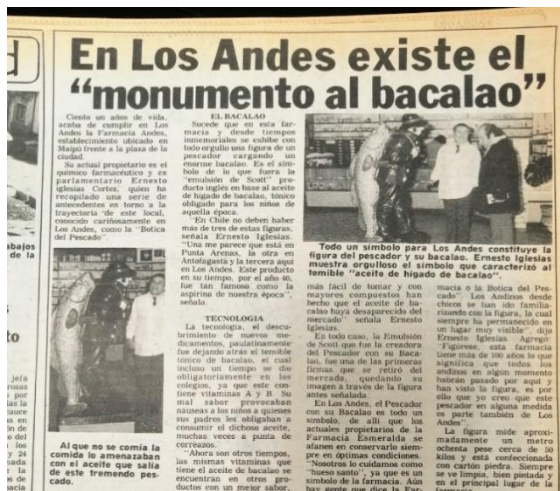 En Los Andes existe el
“monumento al bacalao”
Ciento un años de vida,
acaba de cumplir en Los
Andes la Farmacia Andes,
establecimiento ubicado en
Maipú frente a la plaza de la
ciudad.
Su actual propietario es el
químico farmacéutico y ex
parlamentario Ernesto
Iglesias Cortez, quien ha
recopilado una serie de
antecedentes en torno a la
trayectoria de este local,
conocido cariñosamente en
Los Andes, como la “Botica
del Pescado”.
Al que no se comía la
comida lo amenazaban
con el aceite que salía
de este tremendo pes-
cado.
EL BACALAO
Sucede que en esta far-
macia y desde tiempos
inmemoriales se exhibe con
todo orgullo una figura de un
pescador cargando un
enorme bacalao. Es el sím-
bolo de lo que fuera la
“emulsión de Scott” pro-
ducto inglés en base al aceite
de hígado de bacalao, tónico
obligado para los niños de
aquella época.
“En Chile no deben haber
más de tres de estas figuras,
señala Ernesto Iglesias.
“Una me parece que está en
Punta Arenas, la otra en
Antofagasta y la tercera aquí
en Los Andes. Este producto
en su tiempo, por el año 40,
fue tan famoso como la
aspirina de nuestra época”,
señala.
TECNOLOGIA
La tecnología, el descu-
brimiento de nuevos me-
dicamentos, paulatinamente
fue dejando atrás el temible
tónico de bacalao, el cual
incluso un tiempo se dio
obligatoriamente en los
colegios, ya que este con-
tiene vitaminas A y B. Su
mal sabor provocaban
náuseas a los niños a quienes
sus padres les obligaban a
consumir el dichoso aceite,
muchas veces a punta de
correazos.
“Ahora son otros tiempos,
las mismas vitaminas que
tiene el aceite de bacalao se
encuentran en otros pro-
ductos con un mejor sabor,
Todo un símbolo para Los Andes constituye la
figura del pescador y su bacalao. Ernesto Iglesias
muestra orgulloso el símbolo que caracterizó al
temible “aceite de hígado de bacalao”.
más fácil de tomar y con
mayores compuestos han
hecho que el aceite de ba-
calao haya desaparecido del
mercado” señala Ernesto
Iglesias.
En todo caso, la Emulsión
de Scott que fue la creadora
del Pescador con su Baca-
lao, fue una de las primeras
firmas que se retiró del
mercado, quedando su
imagen a través de la figura
antes señalada.
En Los Andes, el Pescador
con su Bacalao es todo un
símbolo, de allí que los
actuales propietarios de la
Farmacia Esmeralda se
afanen en conservarlo siem-
pre en óptimas condiciones.
“Nosotros lo cuidamos como
“hueso santo”, ya que es un
símbolo de la farmacia. Aún
hay gente que dice la Far-
macia o la Botica del Pes-
cado”. Los Andinos desde
chicos se han ido familia-
rizando con la figura, la cual
siempre ha permanecido en
un lugar muy visible”, dijo
Ernesto Iglesias. Agregó
“Figúrese, esta farmacia
tiene más de 100 años lo que
significa que todos los
andinos en algún momento
habrán pasado por aquí y
han visto la figura, es por
ello que yo creo que este
pescador en alguna medida
es parte también de Los
Andes”.
La figura mide aproxi-
madamente un metro
ochenta pese cerca de 50
kilos y está confeccionada
con cartón piedra. Siempre
se ve limpia, bien pintada y
en el principal lugar de la